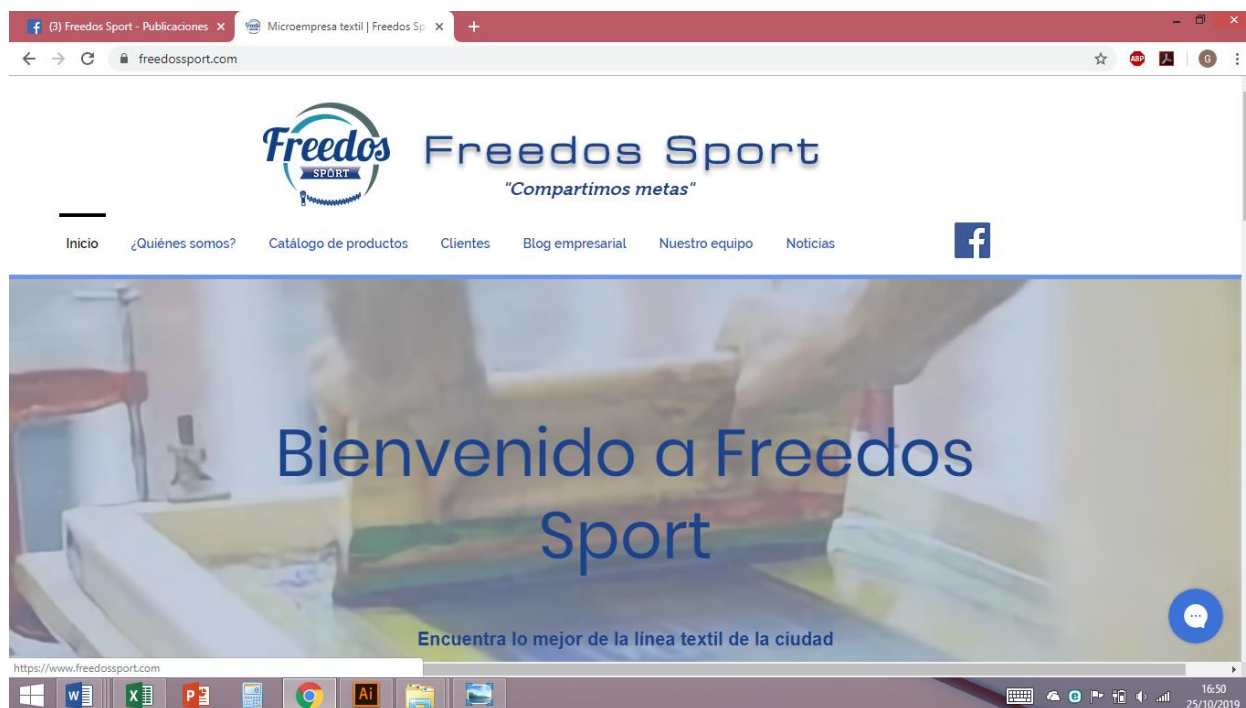 (3) Freedos Sport - Publicaciones
Microempresa textil | Freedos Sp
freedossport.com
ABP
G
Freedos
SPORT
Freedos Sport
"Compartimos metas"
Inicio ¿Quiénes somos? Catálogo de productos Clientes Blog empresarial Nuestro equipo Noticias
f
Bienvenido a Freedos
Sport
Encuentra lo mejor de la línea textil de la ciudad
https://www.freedossport.com
Ai
16:50
25/10/2019